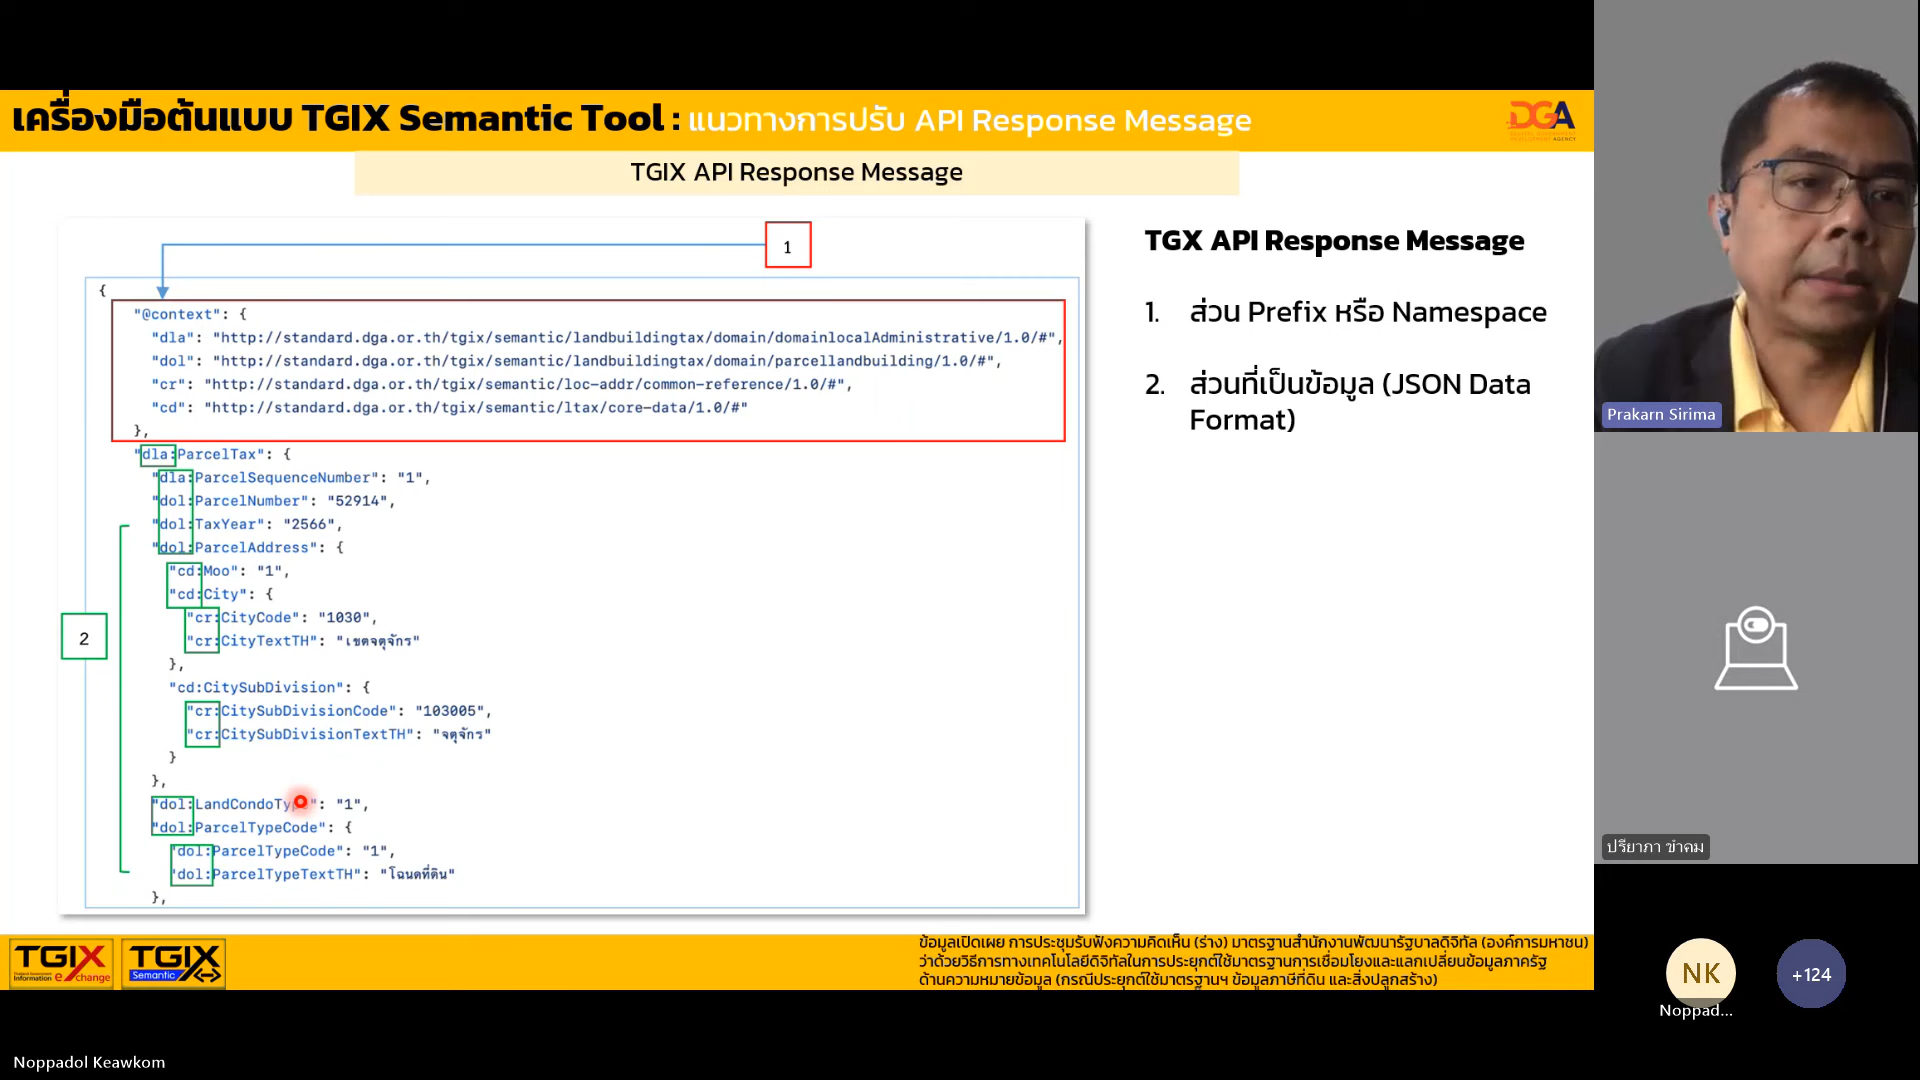 เครื่องมือต้นแบบ TGIX Semantic Tool : แนวทางการปรับ API Response Message
DGA
TGIX API Response Message
1
{
"@context": {
"dla": "http://standard.dga.or.th/tgix/semantic/landbuildingtax/domain/domainlocalAdministrative/1.0/#",
"dol": "http://standard.dga.or.th/tgix/semantic/landbuildingtax/domain/parcellandbuilding/1.0/#",
"cr": "http://standard.dga.or.th/tgix/semantic/loc-addr/common-reference/1.0/#",
"cd": "http://standard.dga.or.th/tgix/semantic/ltax/core-data/1.0/#"
},
"dla:ParcelTax": {
"dla:ParcelSequenceNumber": "1",
"dol:ParcelNumber": "52914",
"dol:TaxYear": "2566",
"dol:ParcelAddress": {
"cd:Moo": "1",
"cd:City": {
"cr:CityCode": "1030",
"cr:CityTextTH": "เขตจตุจักร"
},
"cd:CitySubDivision": {
"cr:CitySubDivisionCode": "103005",
"cr:CitySubDivisionTextTH": "จตุจักร"
}
},
"dol:LandCondoType": "1",
"dol:ParcelTypeCode": {
"dol:ParcelTypeCode": "1",
"dol:ParcelTypeTextTH": "โฉนดที่ดิน"
},
2
TGX API Response Message
1. ส่วน Prefix หรือ Namespace
2. ส่วนที่เป็นข้อมูล (JSON Data
Format)
TGIX
Information eXchange
TGIX
Semantic
ข้อมูลเปิดเผย การประชุมรับฟังความคิดเห็น (ร่าง) มาตรฐานสำนักงานพัฒนารัฐบาลดิจิทัล (องค์การมหาชน)
ว่าด้วยวิธีการทางเทคโนโลยีดิจิทัลในการประยุกต์ใช้มาตรฐานการเชื่อมโยงและแลกเปลี่ยนข้อมูลภาครัฐ
ด้านความหมายข้อมูล (กรณีประยุกต์ใช้มาตรฐานฯ ข้อมูลภาษีที่ดิน และสิ่งปลูกสร้าง)
Prakarn Sirima
ปรียาภา ขำคม
NK
Noppad...
+124
Noppadol Keawkom